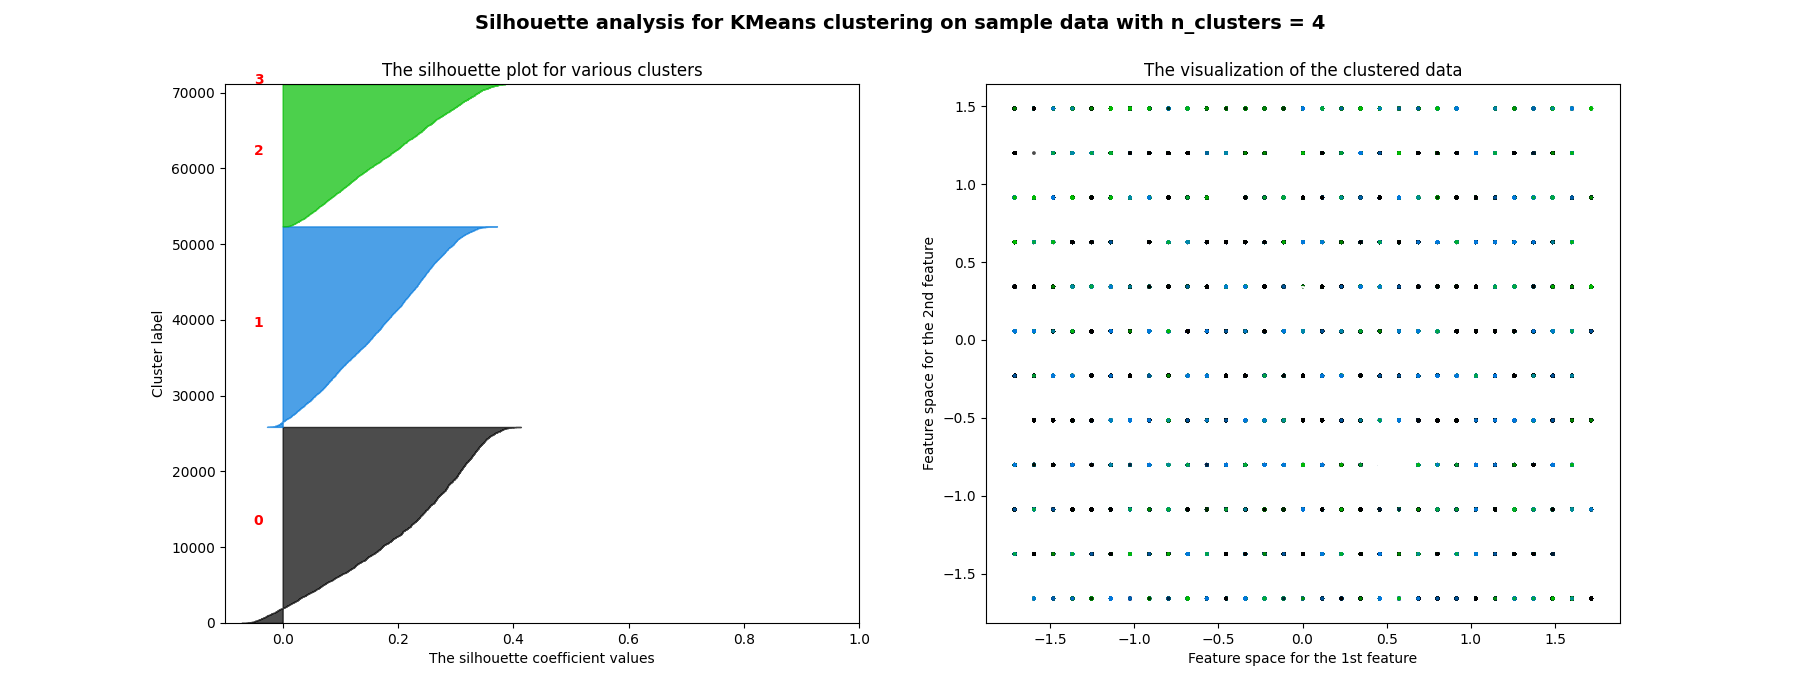 Silhouette analysis for KMeans clustering on sample data with n_clusters = 4
The silhouette plot for various clusters
3
2
1
0
70000
60000
50000
40000
30000
20000
10000
0
Cluster label
0.0 0.2 0.4 0.6 0.8 1.0
The silhouette coefficient values
The visualization of the clustered data
1.5
1.0
0.5
0.0
−0.5
−1.0
−1.5
Feature space for the 2nd feature
−1.5 −1.0 −0.5 0.0 0.5 1.0 1.5
Feature space for the 1st feature